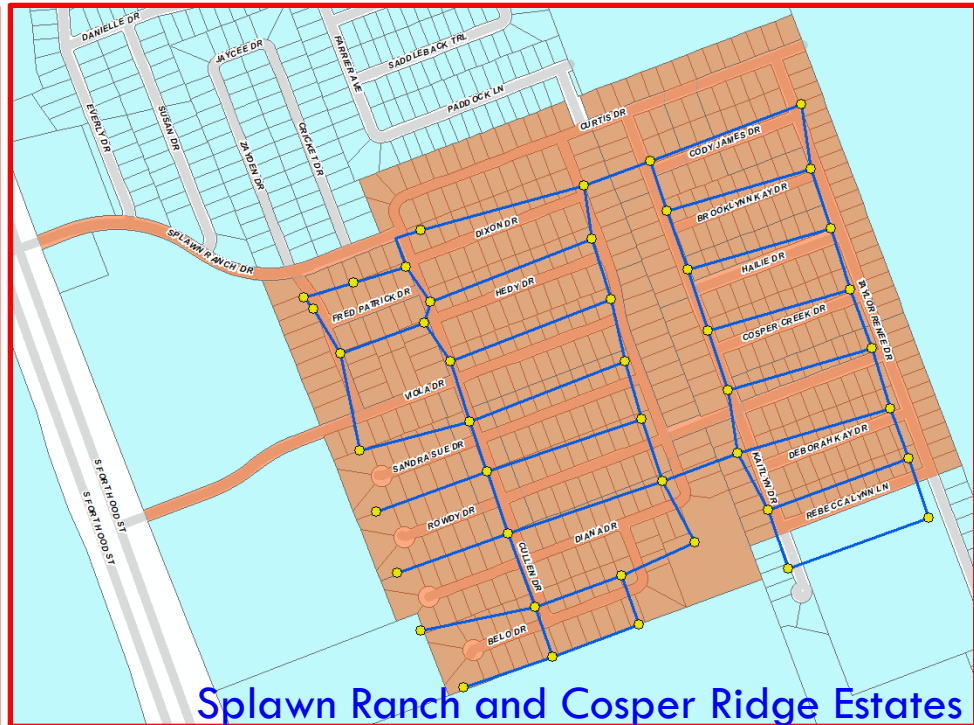 DANIELLE DR
JAYCEE DR
FARRIER AVE
SADDLEBACK TRL
PADDOCK LN
EVERLY DR
SUSAN DR
ZAYDEN DR
CRICKET DR
CURTIS DR
CODY JAMES DR
BROOKLYNN KAY DR
SPLAWN RANCH DR
DIXON DR
HEDY DR
HAILIE DR
FRED PATRICK DR
COSPER CREEK DR
TAYLOR RENEE DR
VIOLA DR
SANDRA SUE DR
DEBORAH KAY DR
KAITLYN DR
REBECCA LYNN LN
S FORT HOOD ST
S FORT HOOD ST
ROWDY DR
DIANA DR
CULLEN DR
BELO DR
Splawn Ranch and Cosper Ridge Estates